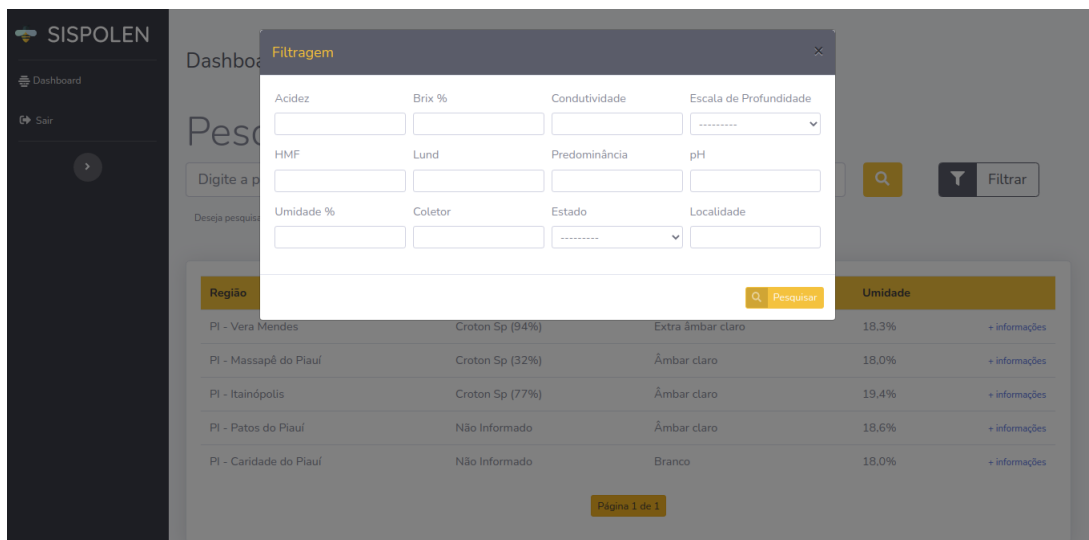 SISPOLEN
Dashboard
Sair
Filtragem ×
Acidez Brix % Condutividade Escala de Profundidade
---------
HMF Lund Predominância pH
Umidade % Coletor Estado Localidade
---------
Pesquisar
Digite a p
Filtrar
Deseja
Região Umidade
PI - Vera Mendes Croton Sp (94%) Extra âmbar claro 18,3% + informações
PI - Massapê do Piauí Croton Sp (32%) Âmbar claro 18,0% + informações
PI - Itainópolis Croton Sp (77%) Âmbar claro 19,4% + informações
PI - Patos do Piauí Não Informado Âmbar claro 18,6% + informações
PI - Caridade do Piauí Não Informado Branco 18,0% + informações
Página 1 de 1